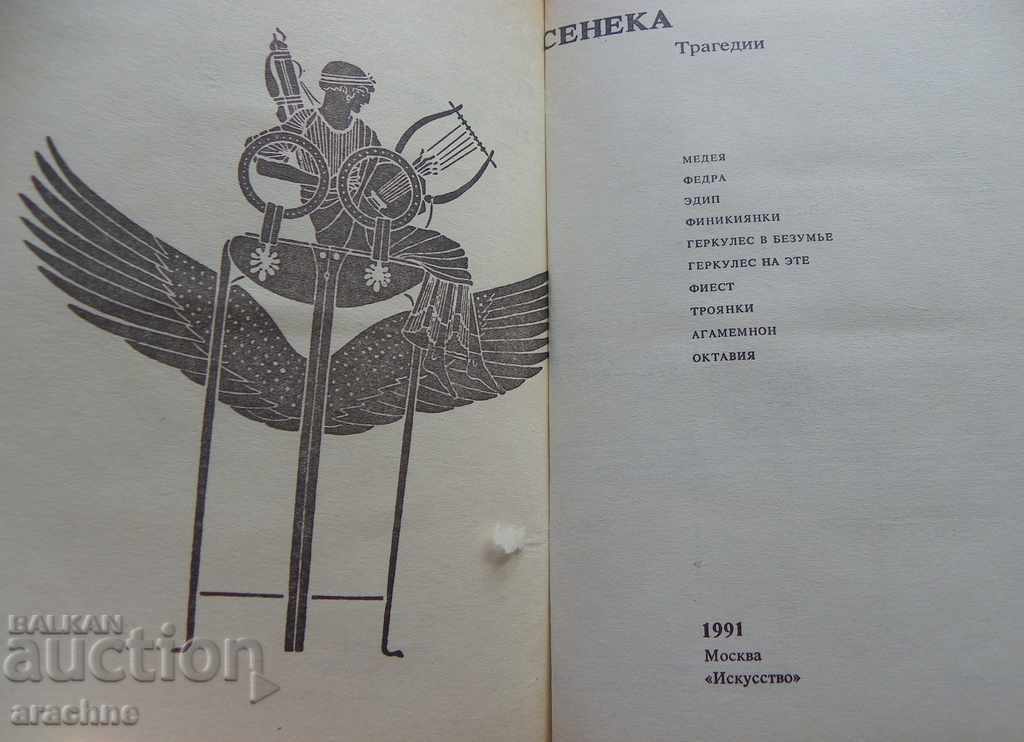 СЕНЕКА
Трагедии
МЕДЕЯ
ФЕДРА
ЭДИП
ФИНИКИЯНКИ
ГЕРКУЛЕС В БЕЗУМЬЕ
ГЕРКУЛЕС НА ЭТЕ
ФИЕСТ
ТРОЯНКИ
АГАМЕМНОН
ОКТАВИЯ
1991
Москва
«Искусство»
BALKAN
auction
arachne